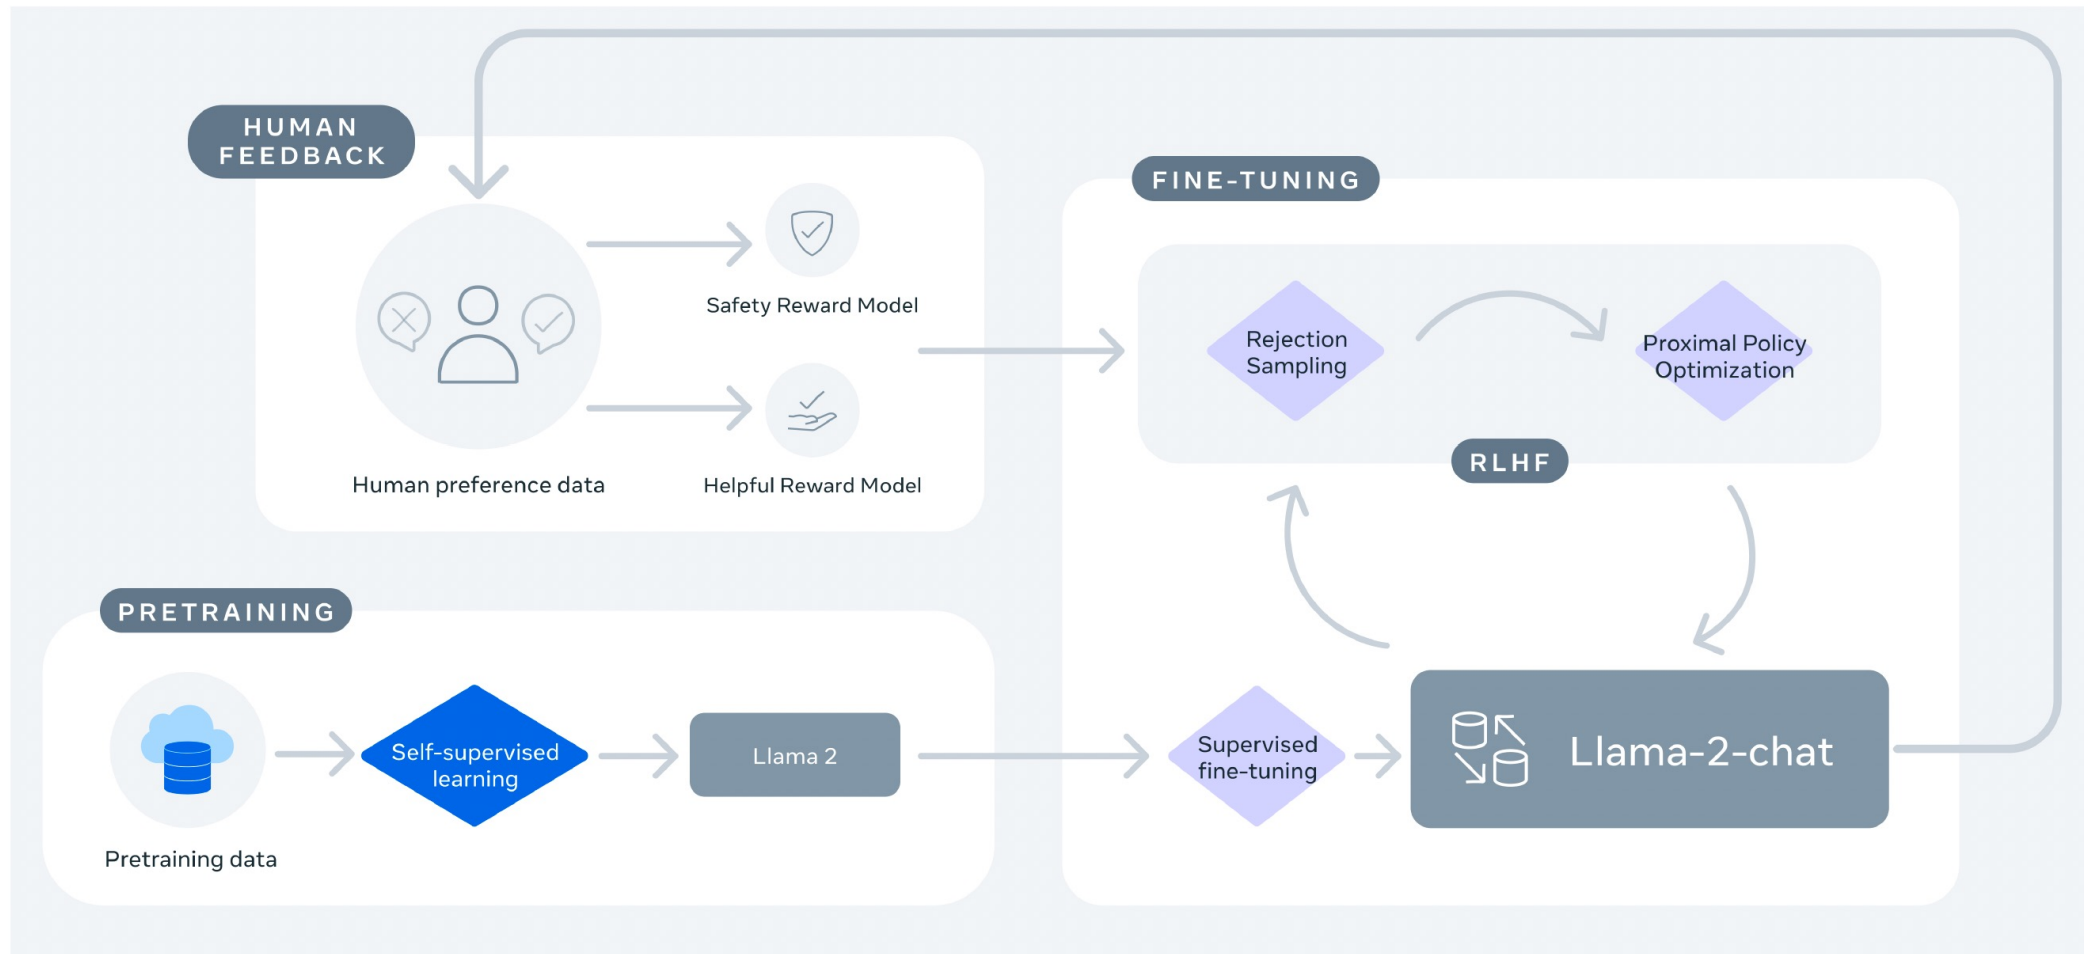 HUMAN
FEEDBACK
Safety Reward Model
Human preference data
Helpful Reward Model
FINE-TUNING
Rejection
Sampling
Proximal Policy
Optimization
RLHF
PRETRAINING
Pretraining data
Self-supervised
learning
Llama 2
Supervised
fine-tuning
Llama-2-chat